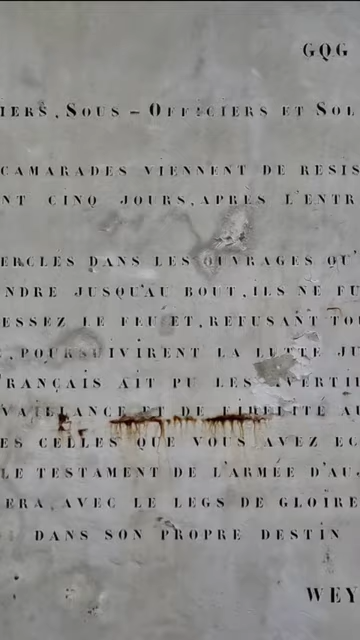 GQG
IERS, SOUS - OFFICIERS ET SOL
CAMARADES VIENNENT DE RESIS
NT CINQ JOURS, APRES L'ENTR
ERCLES DANS LES OUVRAGES QU'
NDRE JUSQU'AU BOUT, ILS NE FU
ESSEZ LE FEU ET, REFUSANT TOU
, POURSUIVIRENT LA LUTTE JU
RANÇAIS AIT PU LES AVERTI
VAILLANCE ET DE FIDELITE AU
ES CELLES QUE VOUS AVEZ EC
LE TESTAMENT DE L'ARMEE D'AU
ERA, AVEC LE LEGS DE GLOIRE
DANS SON PROPRE DESTIN
WEY